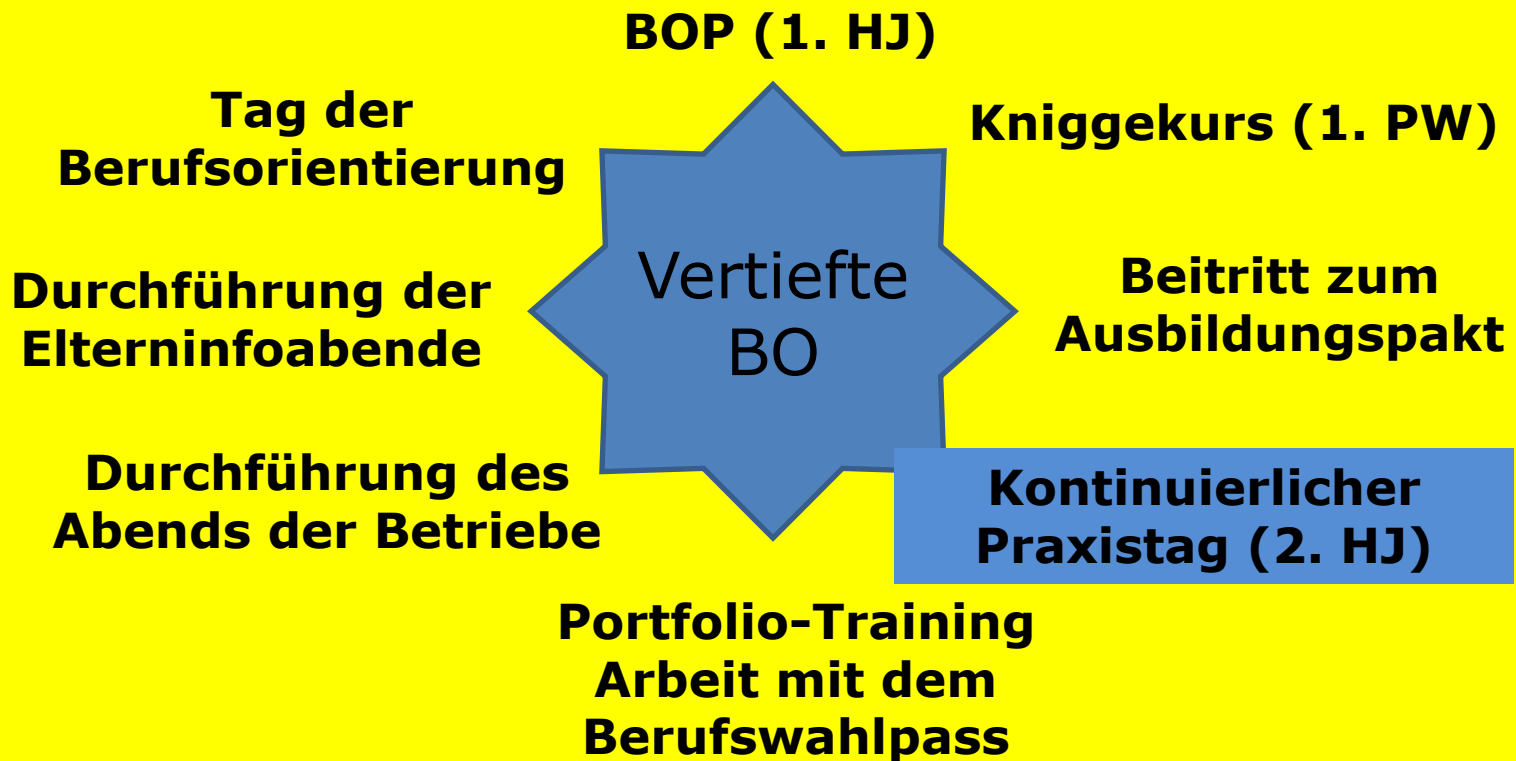 BOP (1. HJ)
Tag der
Berufsorientierung
Kniggekurs (1. PW)
Durchführung der
Elterninfoabende
Vertiefte
BO
Beitritt zum
Ausbildungspakt
Durchführung des
Abends der Betriebe
Kontinuierlicher
Praxistag (2. HJ)
Portfolio-Training
Arbeit mit dem
Berufswahlpass